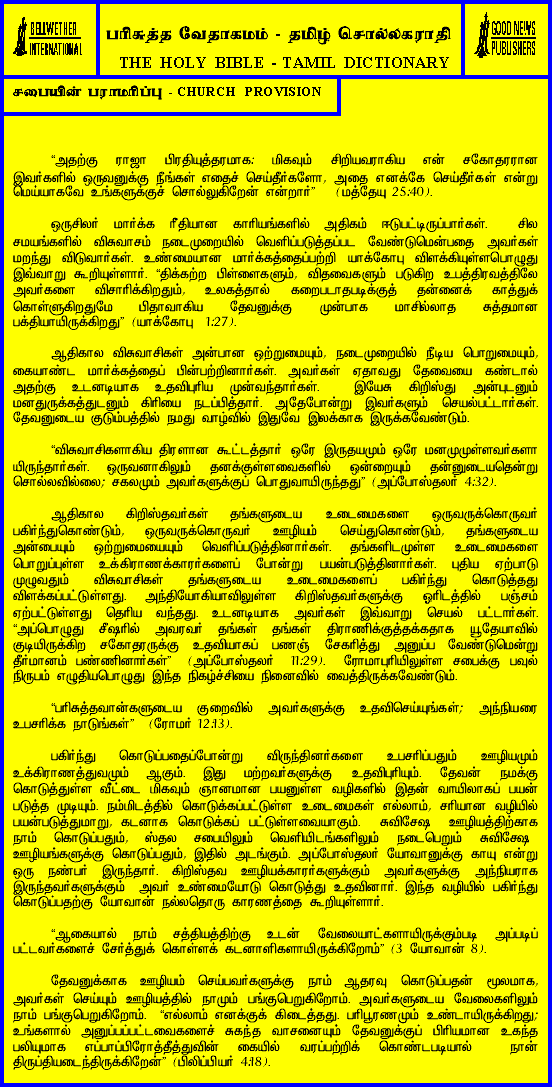 BELLWETHER
INTERNATIONAL
பரிசுத்த வேதாகமம் - தமிழ் சொல்லகராதி
THE HOLY BIBLE - TAMIL DICTIONARY
GOOD NEWS
PUBLISHERS
சபையின் பராமரிப்பு - CHURCH PROVISION
“அதற்கு ராஜா பிரதியுத்தரமாக: மிகவும் சிறியவராகிய என் சகோதரரான
இவர்களில் ஒருவனுக்கு நீங்கள் எதைச் செய்தீர்களோ, அதை எனக்கே செய்தீர்கள் என்று
மெய்யாகவே உங்களுக்குச் சொல்லுகிறேன் என்றார்” (மத்தேயு 25:40).
ஒருசிலர் மார்க்க ரீதியான காரியங்களில் அதிகம் ஈடுபட்டிருப்பார்கள். சில
சமயங்களில் விசுவாசம் நடைமுறையில் வெளிப்படுத்தப்பட வேண்டுமென்பதை அவர்கள்
மறந்து விடுவார்கள். உண்மையான மார்க்கத்தைப்பற்றி யாக்கோபு விளக்கியுள்ளபொழுது
இவ்வாறு கூறியுள்ளார். “திக்கற்ற பிள்ளைகளும், விதவைகளும் படுகிற உபத்திரவத்திலே
அவர்களை விசாரிக்கிறதும், உலகத்தால் கறைபடாதபடிக்குத் தன்னைக் காத்துக்
கொள்ளுகிறதுமே பிதாவாகிய தேவனுக்கு முன்பாக மாசில்லாத சுத்தமான
பக்தியாயிருக்கிறது” (யாக்கோபு 1:27).
ஆதிகால விசுவாசிகள் அன்பான ஒற்றுமையும், நடைமுறையில் நீடிய பொறுமையும்,
கையாண்ட மார்க்கத்தைப் பின்பற்றினார்கள். அவர்கள் ஏதாவது தேவையை கண்டால்
அதற்கு உடனடியாக உதவிபுரிய முன்வந்தார்கள். இயேசு கிறிஸ்து அன்புடனும்
மனதுருக்கத்துடனும் கிரியை நடப்பித்தார். அதேபோன்று இவர்களும் செயல்பட்டார்கள்.
தேவனுடைய குடும்பத்தில் நமது வாழ்வில் இதுவே இலக்காக இருக்கவேண்டும்.
“விசுவாசிகளாகிய திரளான கூட்டத்தார் ஒரே இருதயமும் ஒரே மனமுமுள்ளவர்களா
யிருந்தார்கள். ஒருவனாகிலும் தனக்குள்ளவைகளில் ஒன்றையும் தன்னுடையதென்று
சொல்லவில்லை; சகலமும் அவர்களுக்குப் பொதுவாயிருந்தது” (அப்போஸ்தலர் 4:32).
ஆதிகால கிறிஸ்தவர்கள் தங்களுடைய உடைமைகளை ஒருவருக்கொருவர்
பகிர்ந்துகொண்டும், ஒருவருக்கொருவர் ஊழியம் செய்துகொண்டும், தங்களுடைய
அன்பையும் ஒற்றுமையையும் வெளிப்படுத்தினார்கள். தங்களிடமுள்ள உடைமைகளை
பொறுப்புள்ள உக்கிராணக்காரர்களைப் போன்று பயன்படுத்தினார்கள். புதிய ஏற்பாடு
முழுவதும் விசுவாசிகள் தங்களுடைய உடைமைகளைப் பகிர்ந்து கொடுத்தது
விளக்கப்பட்டுள்ளது. அந்தியோகியாவிலுள்ள கிறிஸ்தவர்களுக்கு ஓரிடத்தில் பஞ்சம்
ஏற்பட்டுள்ளது தெரிய வந்தது. உடனடியாக அவர்கள் இவ்வாறு செயல் பட்டார்கள்.
“அப்பொழுது சீஷரில் அவரவர் தங்கள் தங்கள் திராணிக்குத்தக்கதாக யூதேயாவில்
குடியிருக்கிற சகோதரருக்கு உதவியாகப் பணஞ் சேகரித்து அனுப்ப வேண்டுமென்று
தீர்மானம் பண்ணினார்கள்” (அப்போஸ்தலர் 11:29). ரோமாபுரியிலுள்ள சபைக்கு பவுல்
நிருபம் எழுதியபொழுது இந்த நிகழ்ச்சியை நினைவில் வைத்திருக்கவேண்டும்.
“பரிசுத்தவான்களுடைய குறைவில் அவர்களுக்கு உதவிசெய்யுங்கள்; அந்நியரை
உபசரிக்க நாடுங்கள்” (ரோமர் 12:13).
பகிர்ந்து கொடுப்பதைப்போன்று விருந்தினர்களை உபசரிப்பதும் ஊழியமும்
உக்கிராணத்துவமும் ஆகும். இது மற்றவர்களுக்கு உதவிபுரியும். தேவன் நமக்கு
கொடுத்துள்ள வீட்டை மிகவும் ஞானமான பயனுள்ள வழிகளில் இதன் வாயிலாகப் பயன்
படுத்த முடியும். நம்மிடத்தில் கொடுக்கப்பட்டுள்ள உடைமைகள் எல்லாம், சரியான வழியில்
பயன்படுத்துமாறு, கடனாக கொடுக்கப் பட்டுள்ளவையாகும். சுவிசேஷ ஊழியத்திற்காக
நாம் கொடுப்பதும், ஸ்தல சபையிலும் வெளியிடங்களிலும் நடைபெறும் சுவிசேஷ
ஊழியங்களுக்கு கொடுப்பதும், இதில் அடங்கும். அப்போஸ்தலர் யோவானுக்கு காயு என்று
ஒரு நண்பர் இருந்தார். கிறிஸ்தவ ஊழியக்காரர்களுக்கும் அவர்களுக்கு அந்நியராக
இருந்தவர்களுக்கும் அவர் உண்மையோடு கொடுத்து உதவினார். இந்த வழியில் பகிர்ந்து
கொடுப்பதற்கு யோவான் நல்லதொரு காரணத்தை கூறியுள்ளார்.
“ஆகையால் நாம் சத்தியத்திற்கு உடன் வேலையாட்களாயிருக்கும்படி அப்படிப்
பட்டவர்களைச் சேர்த்துக் கொள்ளக் கடனாளிகளாயிருக்கிறோம்” (3 யோவான் 8).
தேவனுக்காக ஊழியம் செய்பவர்களுக்கு நாம் ஆதரவு கொடுப்பதன் மூலமாக,
அவர்கள் செய்யும் ஊழியத்தில் நாமும் பங்குபெறுகிறோம். அவர்களுடைய வேலைகளிலும்
நாம் பங்குபெறுகிறோம். “எல்லாம் எனக்குக் கிடைத்தது. பரிபூரணமும் உண்டாயிருக்கிறது;
உங்களால் அனுப்பப்பட்டவைகளைச் சுகந்த வாசனையும் தேவனுக்குப் பிரியமான உகந்த
பலியுமாக எப்பாப்பிரோத்தீத்துவின் கையில் வரப்பற்றிக் கொண்டபடியால் நான்
திருப்தியடைந்திருக்கிறேன்” (பிலிப்பியர் 4:18).